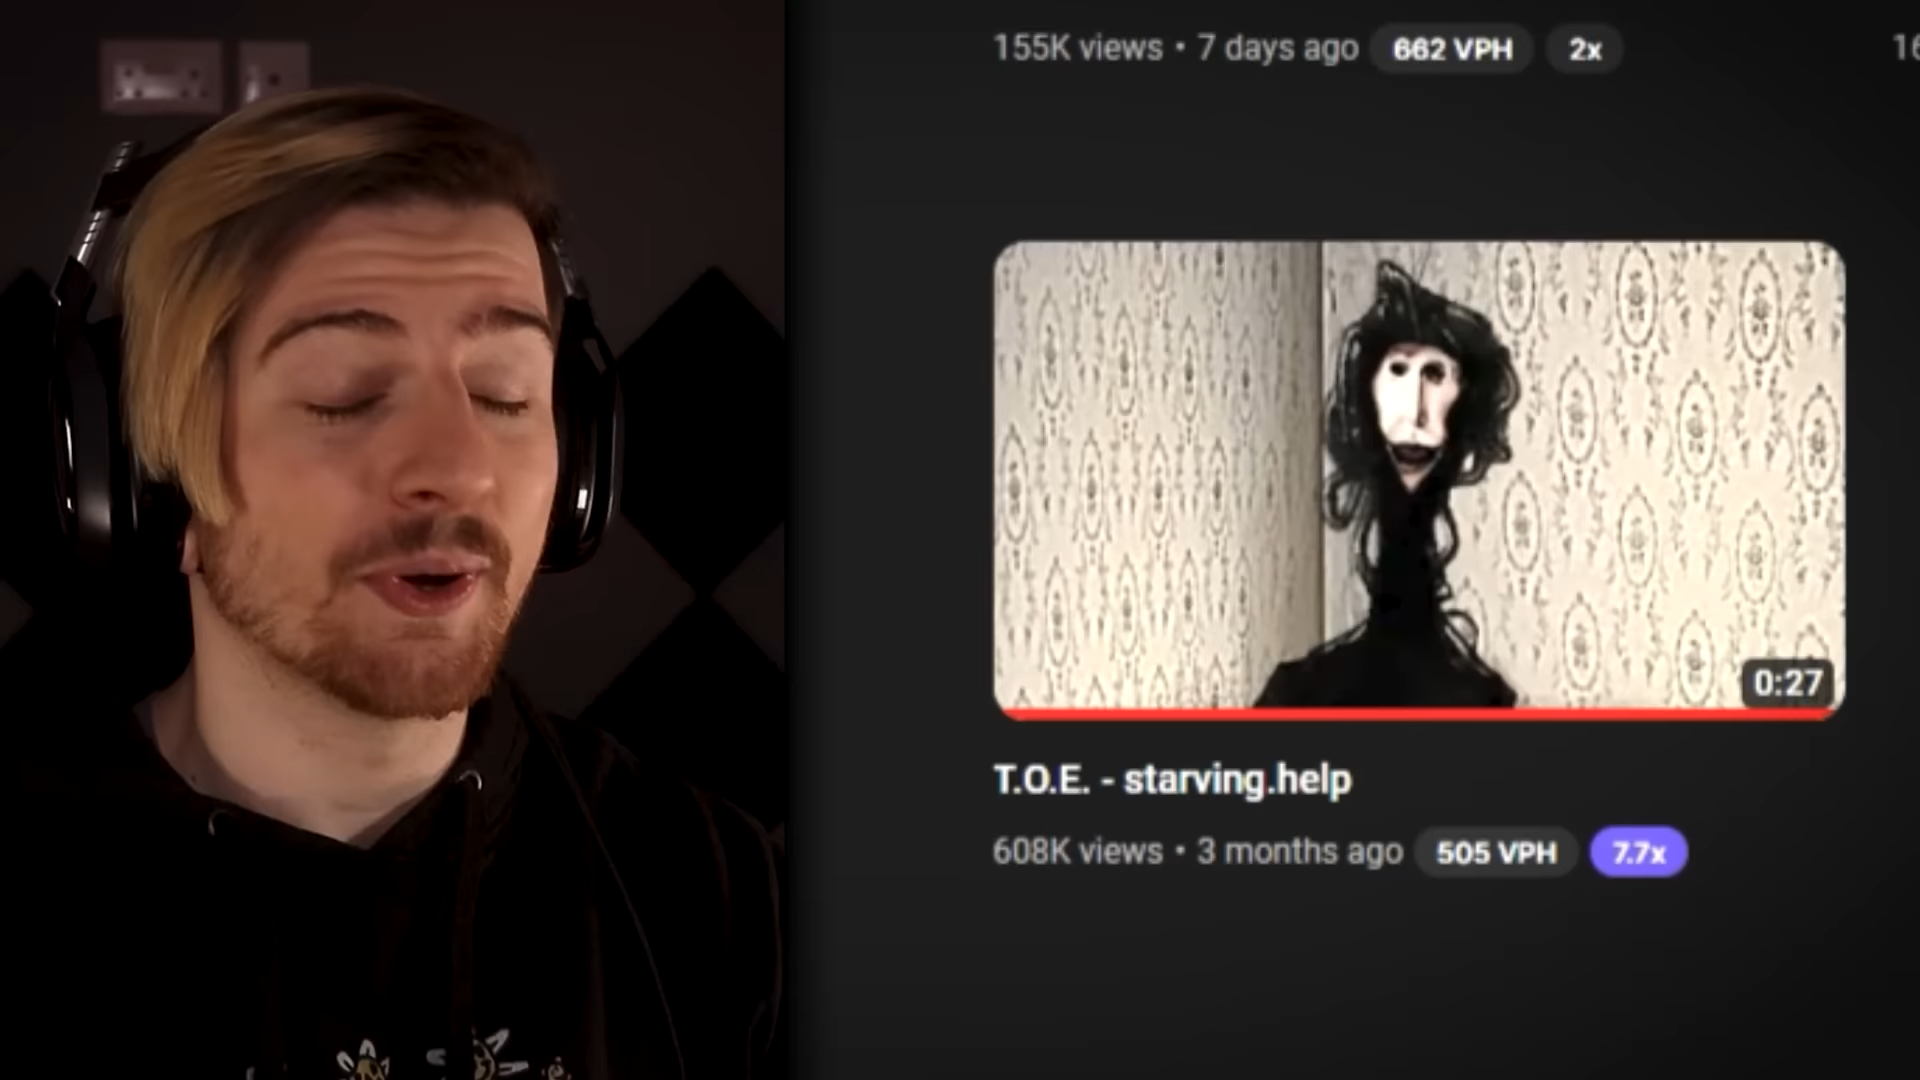 155K views • 7 days ago 662 VPH 2x
0:27
T.O.E. - starving.help
608K views • 3 months ago 505 VPH 7.7x